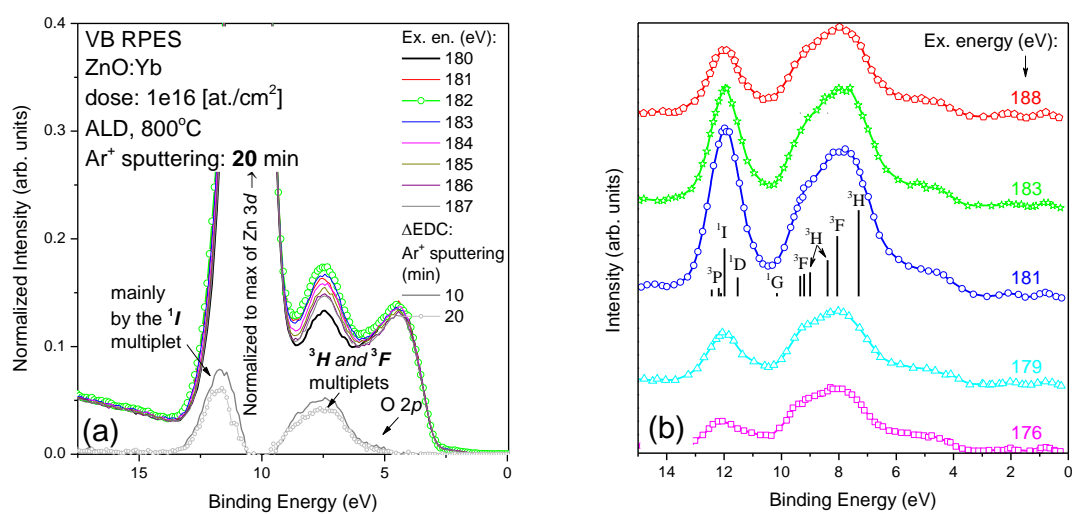 VB RPES
ZnO:Yb
dose: 1e16 [at./cm²]
ALD, 800°C
Ar⁺ sputtering: 20 min
Ex. en. (eV):
180
181
182
183
184
185
186
187
ΔEDC:
Ar⁺ sputtering
(min)
10
20
mainly
by the ¹I
multiplet
Normalized to max of Zn 3d →
³H and ³F
multiplets
O 2p
(a)
Normalized Intensity (arb. units)
0.4
0.3
0.2
0.1
0.0
15
10
5
0
Binding Energy (eV)
Ex. energy (eV):
188
183
181
179
176
³P
¹I
¹D
¹G
³F
³H
³F
³H
(b)
Intensity (arb. units)
14
12
10
8
6
4
2
0
Binding Energy (eV)